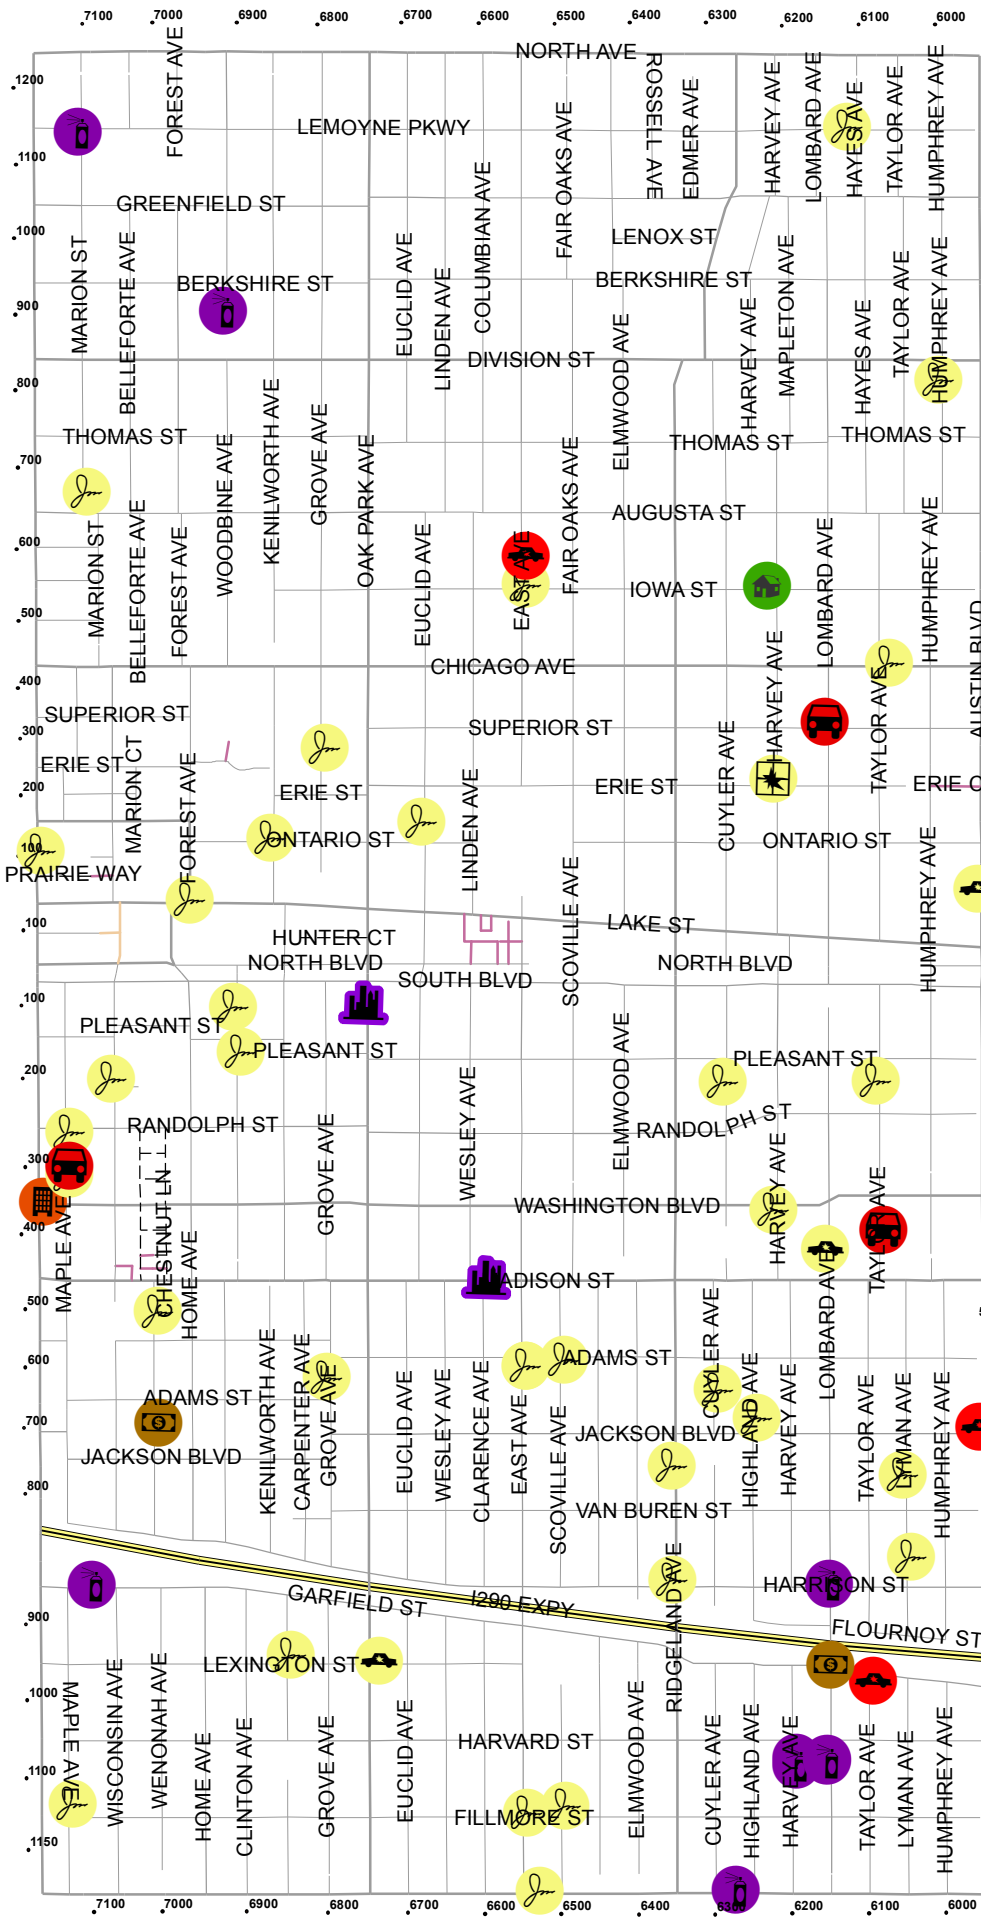 .7100 .7000 .6900 .6800 .6700 .6600 .6500 .6400 .6300 .6200 .6100 .6000
NORTH AVE
.1200
FOREST AVE
ROSSELL AVE
EDMER AVE
HARVEY AVE
LOMBARD AVE
HAYES AVE
TAYLOR AVE
HUMPHREY AVE
LEMOYNE PKWY
FAIR OAKS AVE
.1100
COLUMBIAN AVE
GREENFIELD ST
.1000
LENOX ST
MARION ST
BELLEFORTE AVE
EUCLID AVE
LINDEN AVE
MAPLETON AVE
TAYLOR AVE
HUMPHREY AVE
BERKSHIRE ST
BERKSHIRE ST
.900
HARVEY AVE
HAYES AVE
ELMWOOD AVE
DIVISION ST
.800
KENILWORTH AVE
GROVE AVE
THOMAS ST
THOMAS ST
THOMAS ST
WOODBINE AVE
OAK PARK AVE
FAIR OAKS AVE
.700
AUGUSTA ST
MARION ST
BELLEFORTE AVE
FOREST AVE
EUCLID AVE
EAST AVE
LOMBARD AVE
HUMPHREY AVE
.600
IOWA ST
.500
AUSTIN BLVD
CHICAGO AVE
HARVEY AVE
TAYLOR AVE
.400
SUPERIOR ST
SUPERIOR ST
.300
CUYLER AVE
ERIE ST
MARION CT
FOREST AVE
LINDEN AVE
.200
ERIE ST
ERIE ST
ERIE C
ONTARIO ST
ONTARIO ST
100
HUMPHREY AVE
SCOVILLE AVE
PRAIRIE WAY
.100
LAKE ST
HUNTER CT
NORTH BLVD
NORTH BLVD
SOUTH BLVD
.100
PLEASANT ST
PLEASANT ST
PLEASANT ST
ELMWOOD AVE
WESLEY AVE
.200
RANDOLPH ST
RANDOLPH ST
GROVE AVE
HARVEY AVE
.300
MAPLE AVE
CHESTNUT LN
HOME AVE
TAYLOR AVE
WASHINGTON BLVD
.400
LOMBARD AVE
ADISON ST
.500
CUYLER AVE
KENILWORTH AVE
CARPENTER AVE
GROVE AVE
.600
ADAMS ST
ADAMS ST
EUCLID AVE
WESLEY AVE
CLARENCE AVE
EAST AVE
SCOVILLE AVE
HIGHLAND AVE
HARVEY AVE
TAYLOR AVE
LYMAN AVE
HUMPHREY AVE
.700
JACKSON BLVD
JACKSON BLVD
.800
VAN BUREN ST
RIDGELAND AVE
HARRISON ST
GARFIELD ST
I290 EXPY
.900
FLOURNOY ST
LEXINGTON ST
.1000
MAPLE AVE
WISCONSIN AVE
WENONAH AVE
HOME AVE
CLINTON AVE
GROVE AVE
EUCLID AVE
ELMWOOD AVE
CUYLER AVE
HIGHLAND AVE
HARVEY AVE
TAYLOR AVE
LYMAN AVE
HUMPHREY AVE
HARVARD ST
.1100
FILLMORE ST
.1150
.7100 .7000 .6900 .6800 .6700 .6600 .6500 .6400 .6300 .6200 .6100 .6000